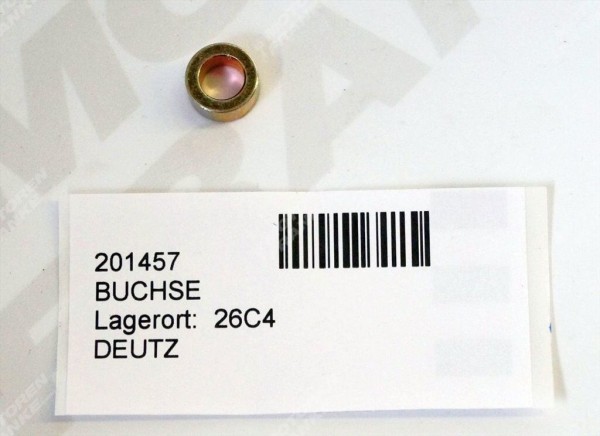 201457
BUCHSE
Lagerort: 26C4
DEUTZ